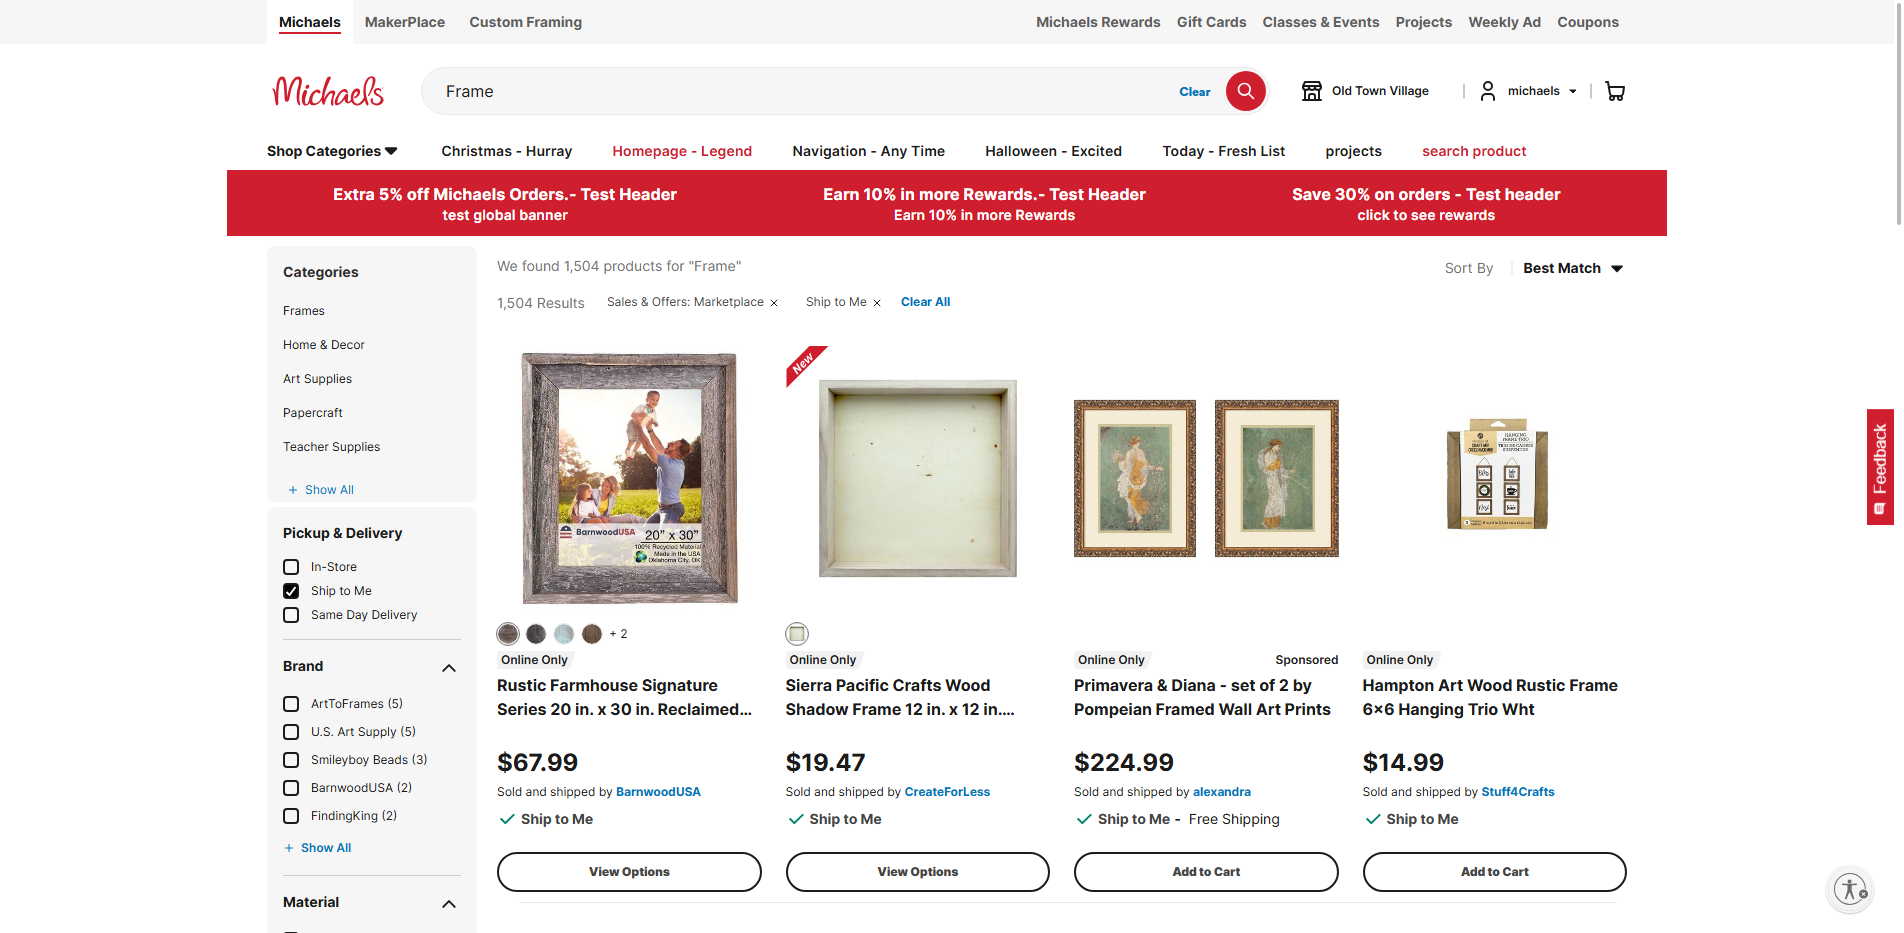 Michaels
MakerPlace
Custom Framing
Michaels Rewards
Gift Cards
Classes & Events
Projects
Weekly Ad
Coupons
Michaels
Frame
Clear
Old Town Village
michaels
Shop Categories
Christmas - Hurray
Homepage - Legend
Navigation - Any Time
Halloween - Excited
Today - Fresh List
projects
search product
Extra 5% off Michaels Orders.- Test Header
test global banner
Earn 10% in more Rewards.- Test Header
Earn 10% in more Rewards
Save 30% on orders - Test header
click to see rewards
Categories
Frames
Home & Decor
Art Supplies
Papercraft
Teacher Supplies
+ Show All
Pickup & Delivery
In-Store
Ship to Me
Same Day Delivery
Brand
ArtToFrames (5)
U.S. Art Supply (5)
Smileyboy Beads (3)
BarnwoodUSA (2)
FindingKing (2)
+ Show All
Material
We found 1,504 products for "Frame"
Sort By
Best Match
1,504 Results
Sales & Offers: Marketplace ×
Ship to Me ×
Clear All
BarnwoodUSA
20" x 30"
100% Recycled Material
Made in the USA
Oklahoma City, OK
+ 2
Online Only
Rustic Farmhouse Signature
Series 20 in. x 30 in. Reclaimed...
$67.99
Sold and shipped by BarnwoodUSA
Ship to Me
View Options
New
Online Only
Sierra Pacific Crafts Wood
Shadow Frame 12 in. x 12 in....
$19.47
Sold and shipped by CreateForLess
Ship to Me
View Options
Online Only
Sponsored
Primavera & Diana - set of 2 by
Pompeian Framed Wall Art Prints
$224.99
Sold and shipped by alexandra
Ship to Me - Free Shipping
Add to Cart
HANGING
FRAME TRIO
Online Only
Hampton Art Wood Rustic Frame
6x6 Hanging Trio Wht
$14.99
Sold and shipped by Stuff4Crafts
Ship to Me
Add to Cart
Feedback